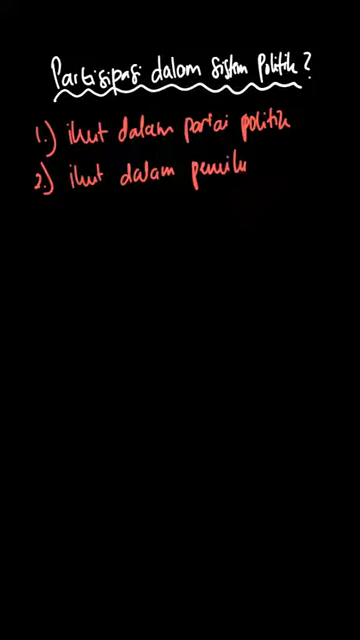 Partisipasi dalam sistem politik?
1.) ikut dalam partai politik
2.) ikut dalam pemilu